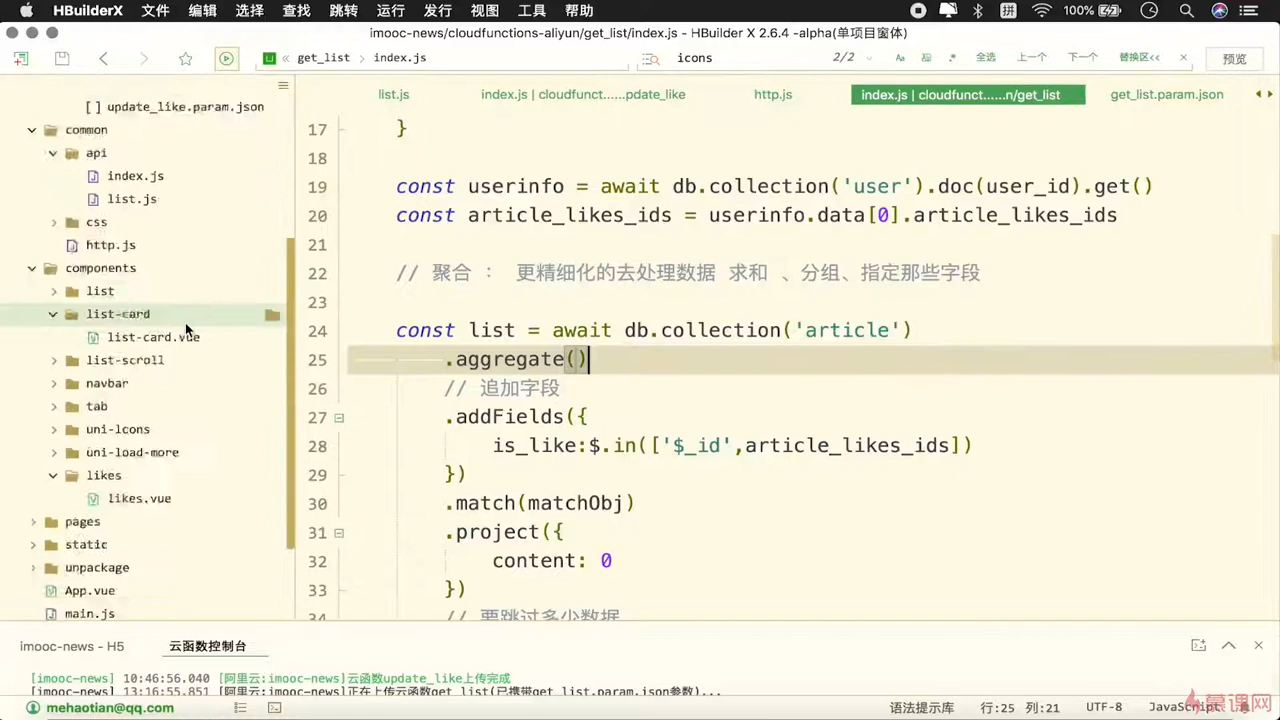 HBuilderX 文件 编辑 选择 查找 跳转 运行 发行 视图 工具 帮助 拼 100%
imooc-news/cloudfunctions-aliyun/get_list/index.js - HBuilder X 2.6.4 -alpha(单项目窗口)
get_list index.js icons 2/2 Aa .* 全选 上一个 下一个 替换区<< 预览
list.js index.js | cloudfunct......pdate_like http.js index.js | cloudfunct......n/get_list get_list.param.json
[ ] update_like.param.json
common
api
index.js
list.js
css
http.js
components
list
list-card
list-card.vue
list-scroll
navbar
tab
uni-icons
uni-load-more
likes
likes.vue
pages
static
unpackage
App.vue
main.js
17 }
18
19 const userinfo = await db.collection('user').doc(user_id).get()
20 const article_likes_ids = userinfo.data[0].article_likes_ids
21
22 // 聚合 ： 更精细化的去处理数据 求和 、分组、指定那些字段
23
24 const list = await db.collection('article')
25 .aggregate()
26 // 追加字段
27 .addFields({
28 is_like:$.in(['$_id',article_likes_ids])
29 })
30 .match(matchObj)
31 .project({
32 content: 0
33 })
34 // 要跳过多少数据
imooc-news - H5 云函数控制台
[imooc-news] 10:46:56.040 [阿里云:imooc-news]云函数update_like上传完成
[imooc-news] 13:16:55.851 [阿里云:imooc-news]正在上传云函数get_list(已携带get_list.param.json参数)...
mehaotian@qq.com 语法提示库 行:25 列:21 UTF-8 JavaScript
慕课网